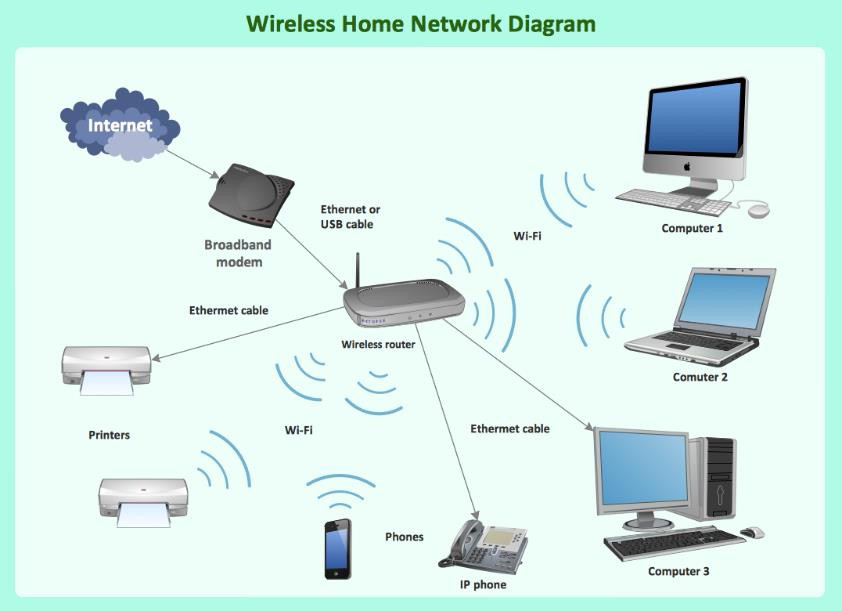 Wireless Home Network Diagram
Internet
Broadband
modem
Ethernet or
USB cable
Wi-Fi
Computer 1
Ethermet cable
Wireless router
Comuter 2
Printers
Wi-Fi
Ethermet cable
Phones
IP phone
Computer 3